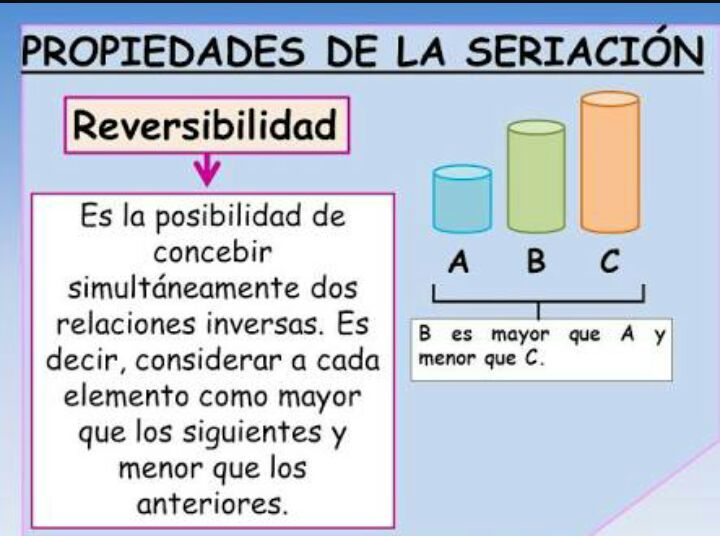 PROPIEDADES DE LA SERIACIÓN
Reversibilidad
Es la posibilidad de
concebir
simultáneamente dos
relaciones inversas. Es
decir, considerar a cada
elemento como mayor
que los siguientes y
menor que los
anteriores.
A B C
B es mayor que A y
menor que C.